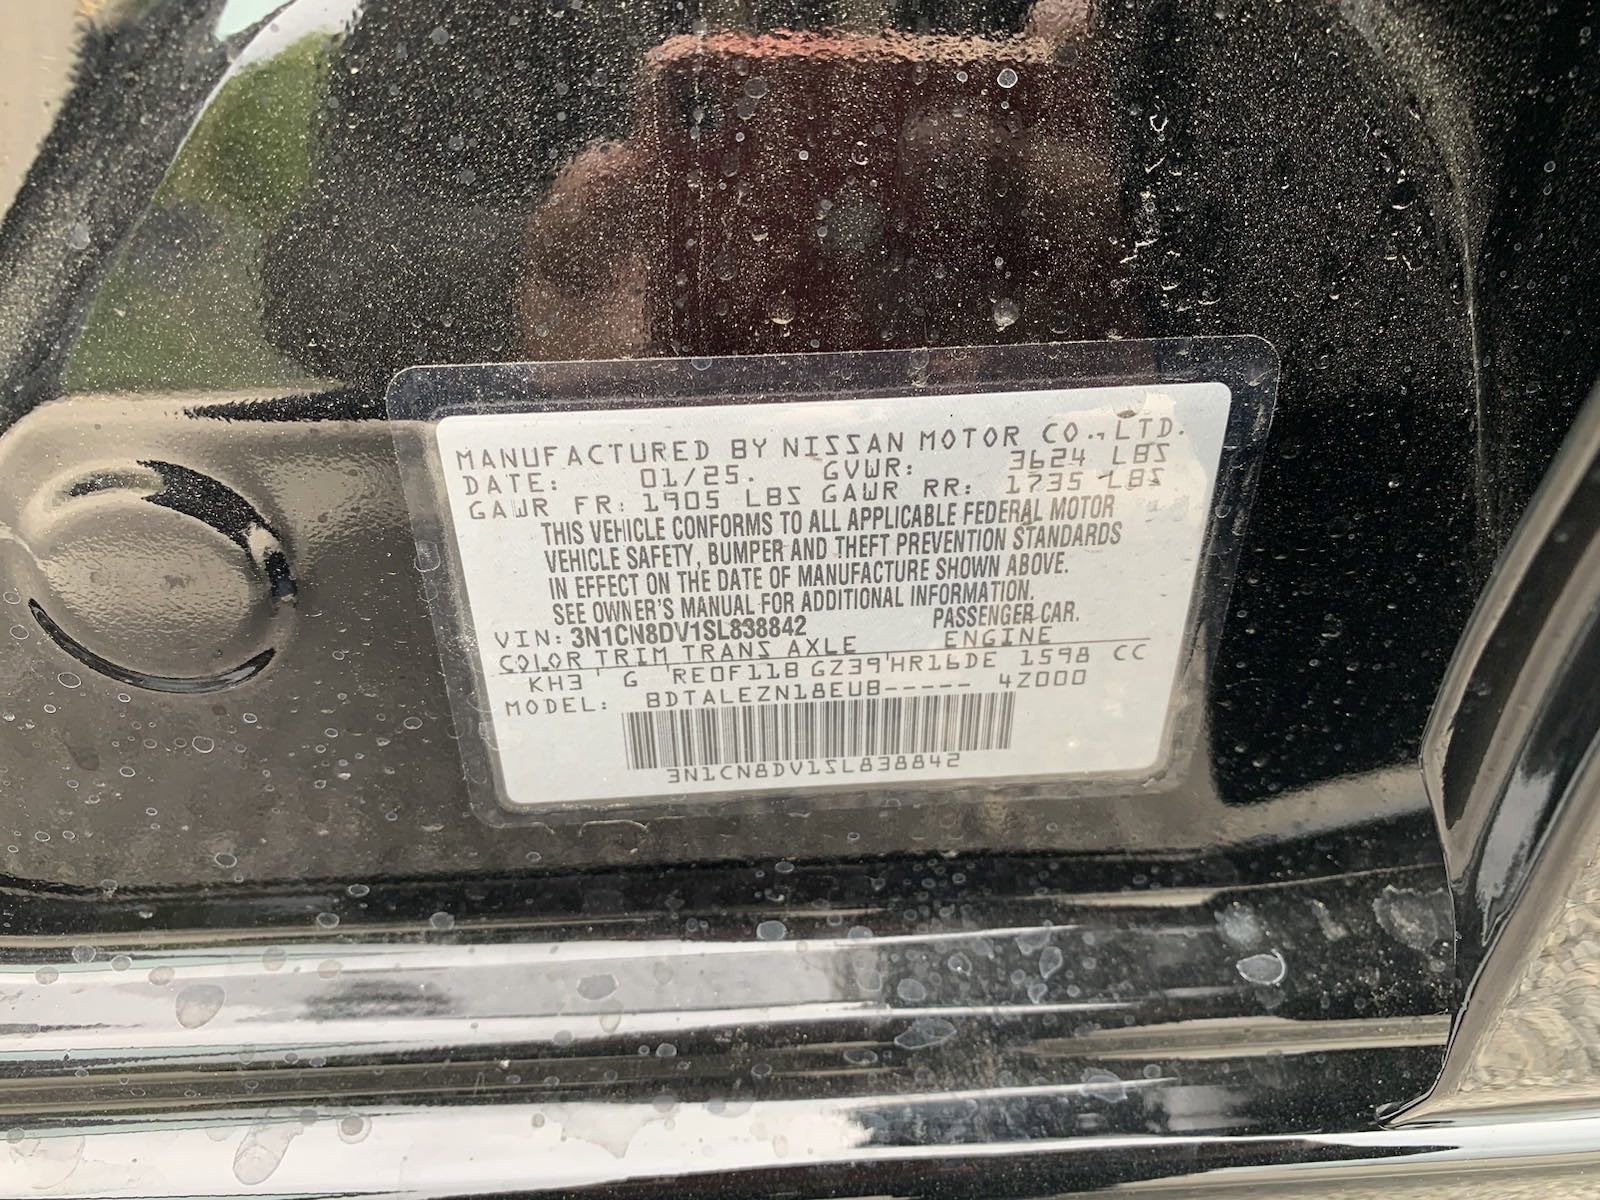 MANUFACTURED BY NISSAN MOTOR CO., LTD.
DATE: 01/25. GVWR: 3624 LBS
GAWR FR: 1905 LBS GAWR RR: 1735 LBS
THIS VEHICLE CONFORMS TO ALL APPLICABLE FEDERAL MOTOR
VEHICLE SAFETY, BUMPER AND THEFT PREVENTION STANDARDS
IN EFFECT ON THE DATE OF MANUFACTURE SHOWN ABOVE.
SEE OWNER'S MANUAL FOR ADDITIONAL INFORMATION.
VIN: 3N1CN8DV1SL838842 PASSENGER CAR.
COLOR TRIM TRANS AXLE ENGINE
KH3 G RE0F11B GZ39 HR16DE 1598 CC
MODEL: BDTALEZN18EUB----- 4Z000
3N1CN8DV1SL838842